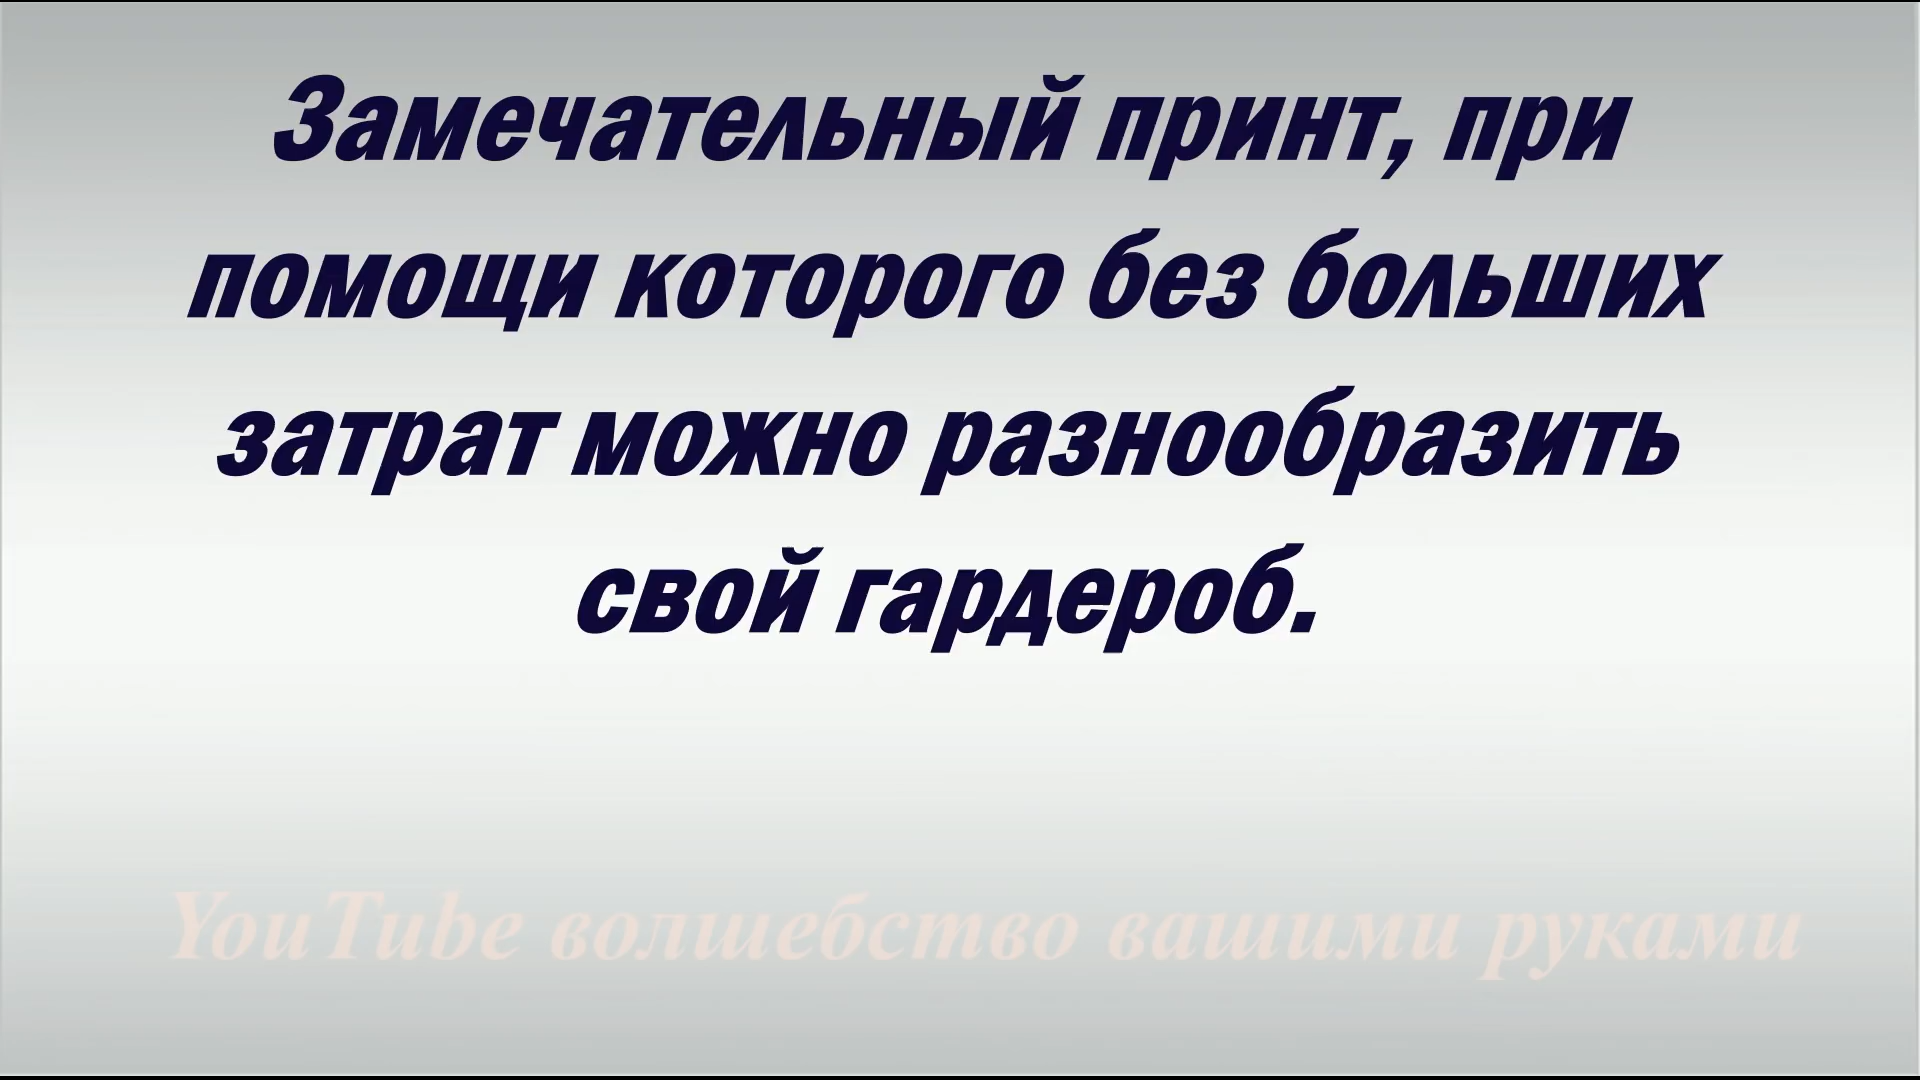 Замечательный принт, при
помощи которого без больших
затрат можно разнообразить
свой гардероб.
YouTube волшебство вашими руками